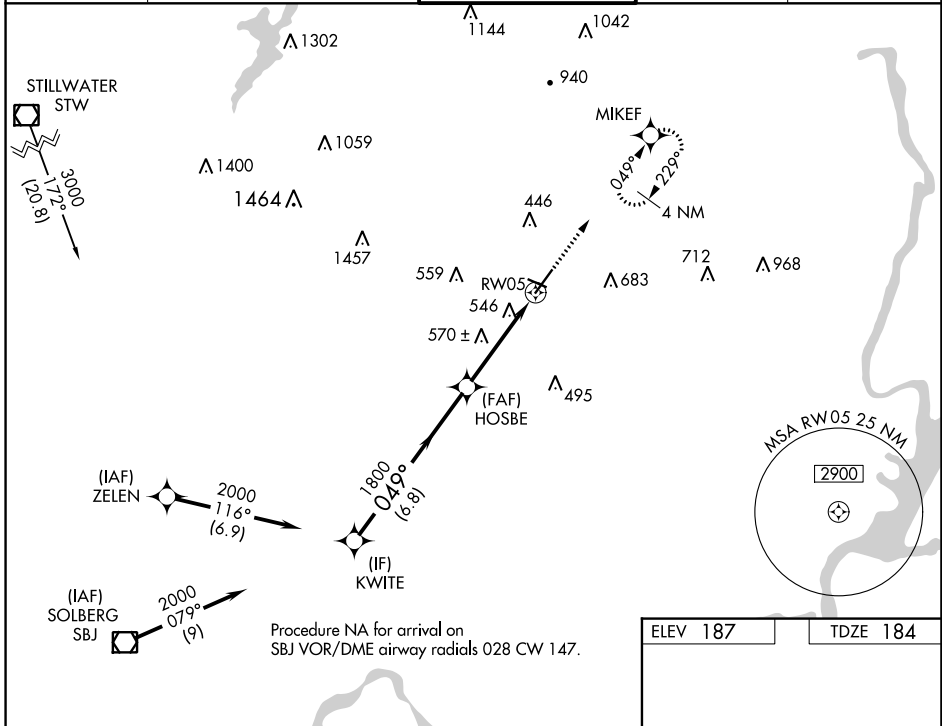 1144
1042
1302
940
STILLWATER
STW
MIKEF
1059
1400
3000
172°
(20.8)
1464
049°
229°
4 NM
446
1457
559
RW05
683
712
968
546
570 ±
(FAF)
HOSBE
495
MSA RW05 25 NM
2900
1800
049°
(6.8)
(IAF)
ZELEN
2000
116°
(6.9)
(IF)
KWITE
(IAF)
SOLBERG
SBJ
2000
079°
(9)
Procedure NA for arrival on
SBJ VOR/DME airway radials 028 CW 147.
ELEV 187
TDZE 184